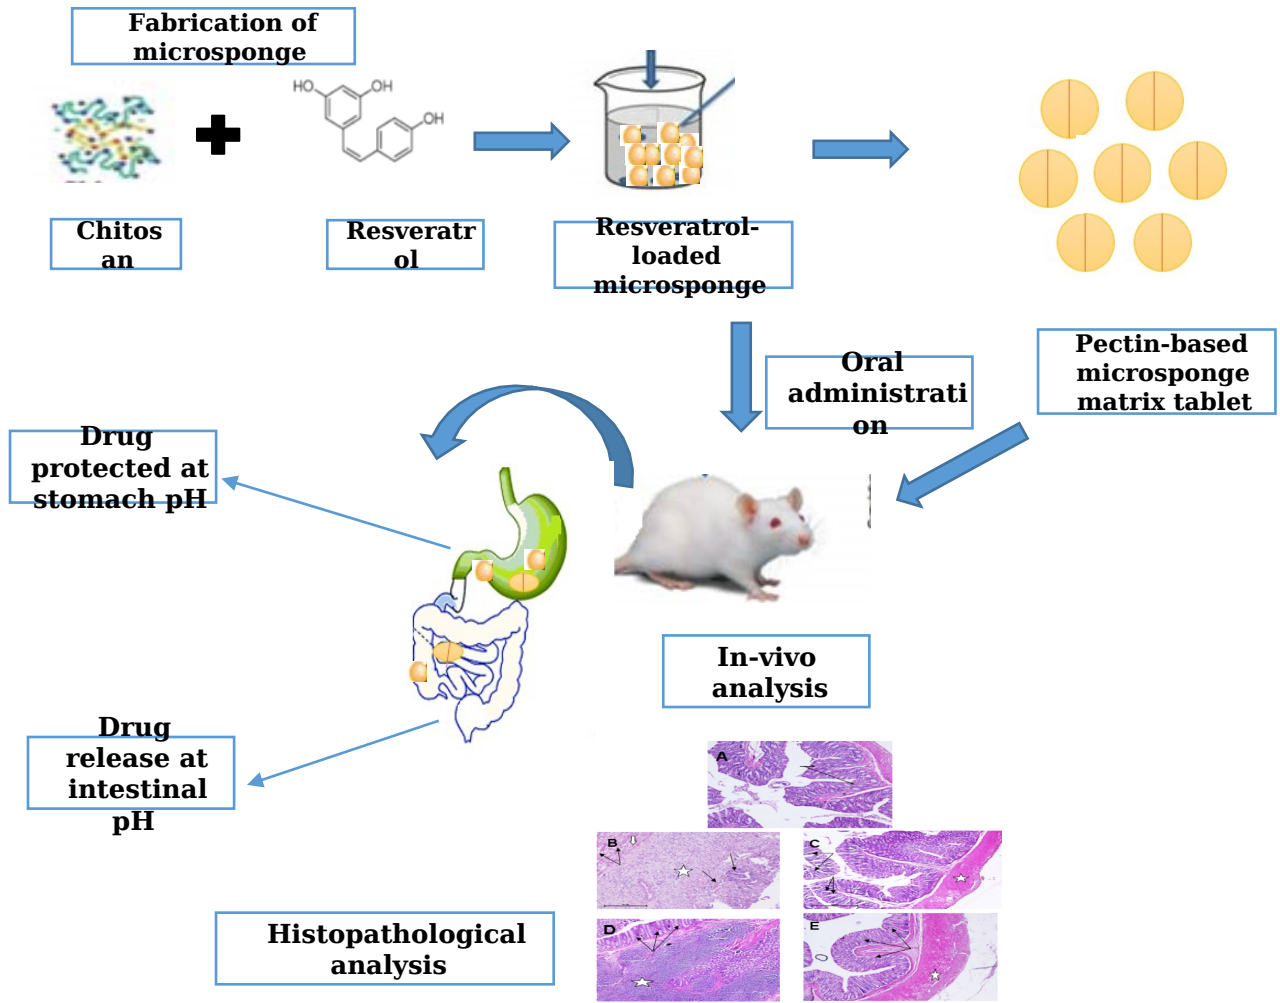 Fabrication of
microsponge
HO
OH
OH
Chitos
an
Resveratr
ol
Resveratrol-
loaded
microsponge
Pectin-based
microsponge
matrix tablet
Oral
administrati
on
Drug
protected at
stomach pH
In-vivo
analysis
Drug
release at
intestinal
pH
A
B
C
D
E
Histopathological
analysis